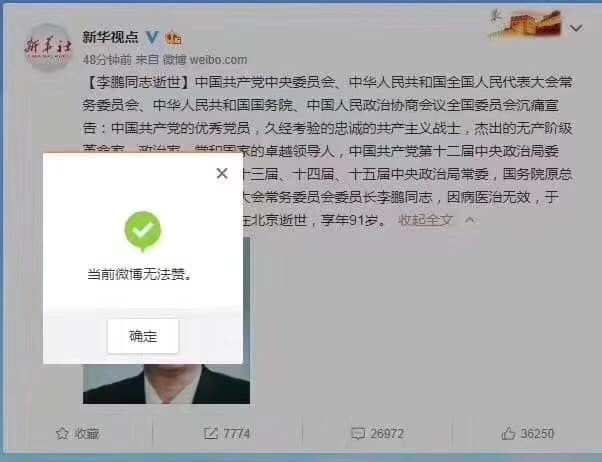 新华社
新华视点
48分钟前 来自 微博 weibo.com
【李鹏同志逝世】中国共产党中央委员会、中华人民共和国全国人民代表大会常
务委员会、中华人民共和国国务院、中国人民政治协商会议全国委员会沉痛宣
告：中国共产党的优秀党员，久经考验的忠诚的共产主义战士，杰出的无产阶级
革命家、政治家，党和国家的卓越领导人，中国共产党第十二届中央政治局委
十三届、十四届、十五届中央政治局常委，国务院原总
大会常务委员会委员长李鹏同志，因病医治无效，于
在北京逝世，享年91岁。 收起全文
当前微博无法赞。
确定
收藏
7774
26972
36250